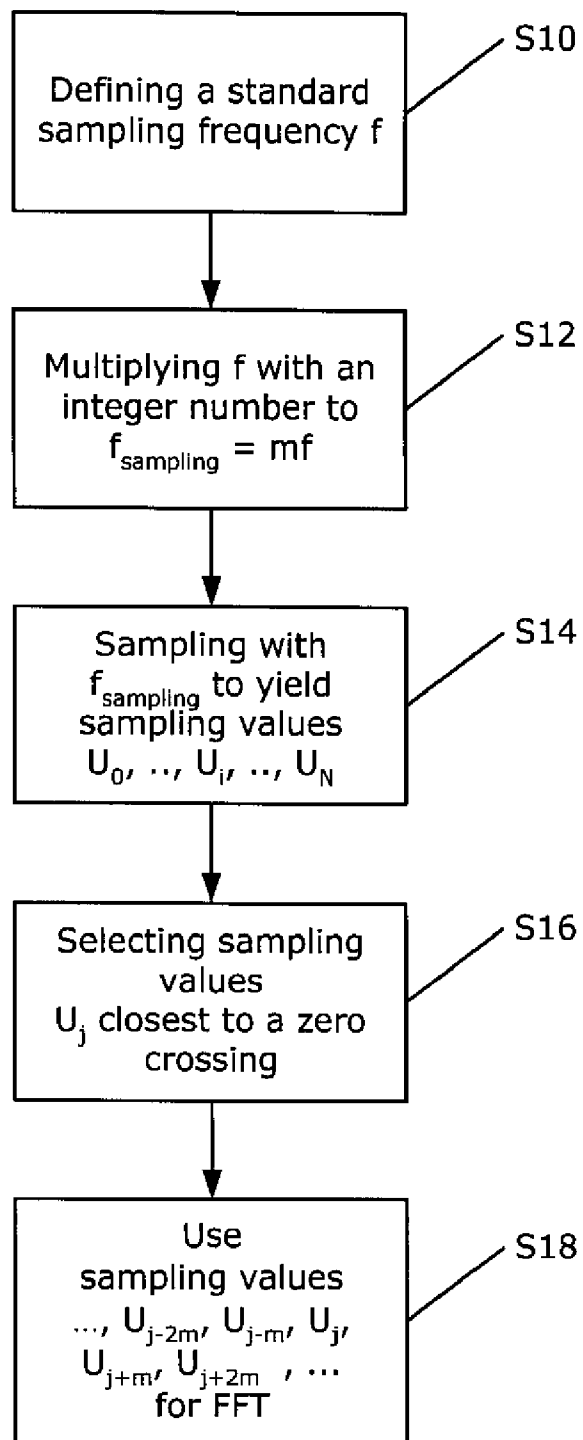 S10
Defining a standard
sampling frequency f
S12
Multiplying f with an
integer number to
f_sampling = mf
S14
Sampling with
f_sampling to yield
sampling values
U_0, .., U_i, .., U_N
S16
Selecting sampling
values
U_j closest to a zero
crossing
S18
Use
sampling values
..., U_j-2m, U_j-m, U_j,
U_j+m, U_j+2m , ...
for FFT